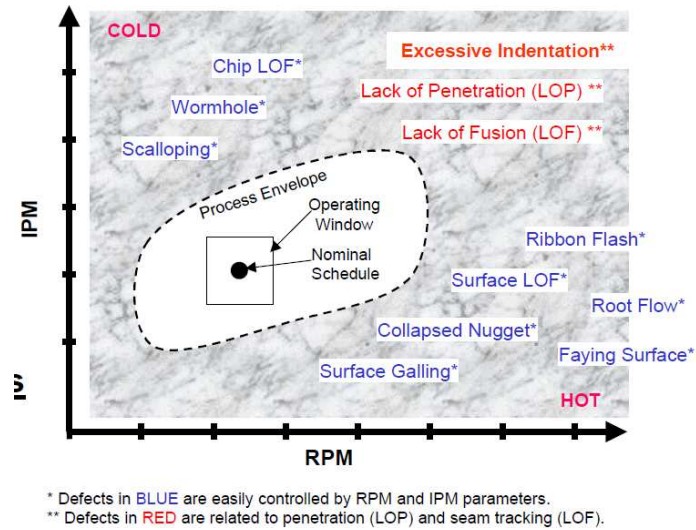 COLD
Excessive Indentation**
Chip LOF*
Lack of Penetration (LOP) **
Wormhole*
Lack of Fusion (LOF) **
Scalloping*
Process Envelope
Operating
Window
IPM
Ribbon Flash*
Nominal
Schedule
Surface LOF*
Root Flow*
Collapsed Nugget*
Faying Surface*
Surface Galling*
HOT
RPM
* Defects in BLUE are easily controlled by RPM and IPM parameters.
** Defects in RED are related to penetration (LOP) and seam tracking (LOF).